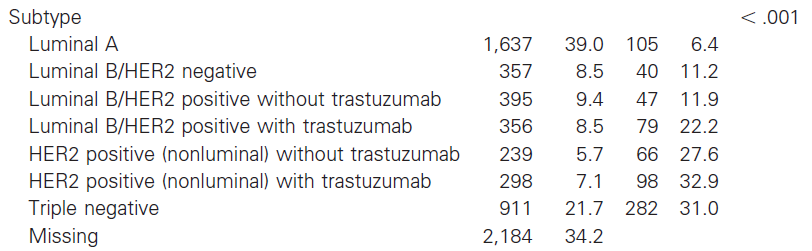 Subtype < .001
Luminal A 1,637 39.0 105 6.4
Luminal B/HER2 negative 357 8.5 40 11.2
Luminal B/HER2 positive without trastuzumab 395 9.4 47 11.9
Luminal B/HER2 positive with trastuzumab 356 8.5 79 22.2
HER2 positive (nonluminal) without trastuzumab 239 5.7 66 27.6
HER2 positive (nonluminal) with trastuzumab 298 7.1 98 32.9
Triple negative 911 21.7 282 31.0
Missing 2,184 34.2